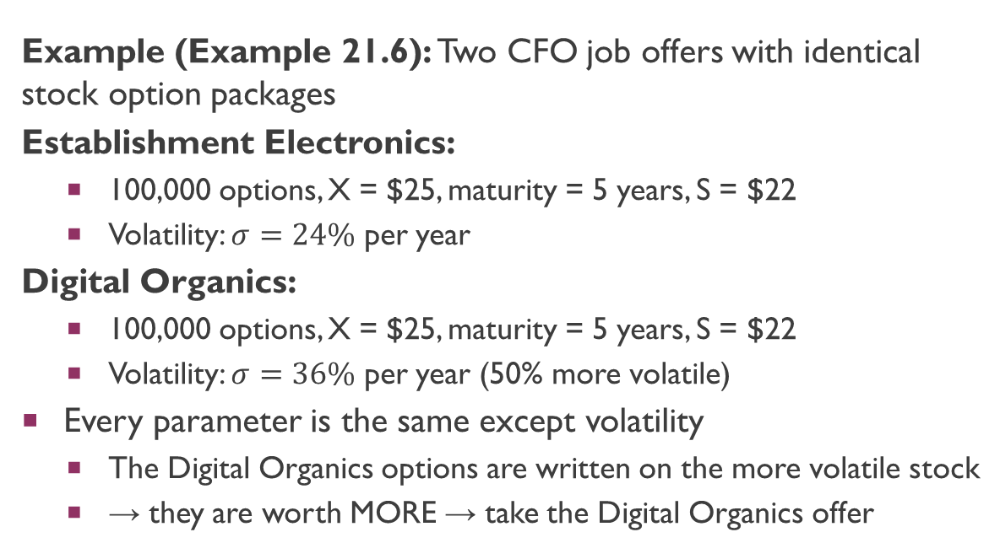 Example (Example 21.6): Two CFO job offers with identical
stock option packages
Establishment Electronics:
▪ 100,000 options, X = $25, maturity = 5 years, S = $22
▪ Volatility: σ = 24% per year
Digital Organics:
▪ 100,000 options, X = $25, maturity = 5 years, S = $22
▪ Volatility: σ = 36% per year (50% more volatile)
▪ Every parameter is the same except volatility
▪ The Digital Organics options are written on the more volatile stock
▪ → they are worth MORE → take the Digital Organics offer